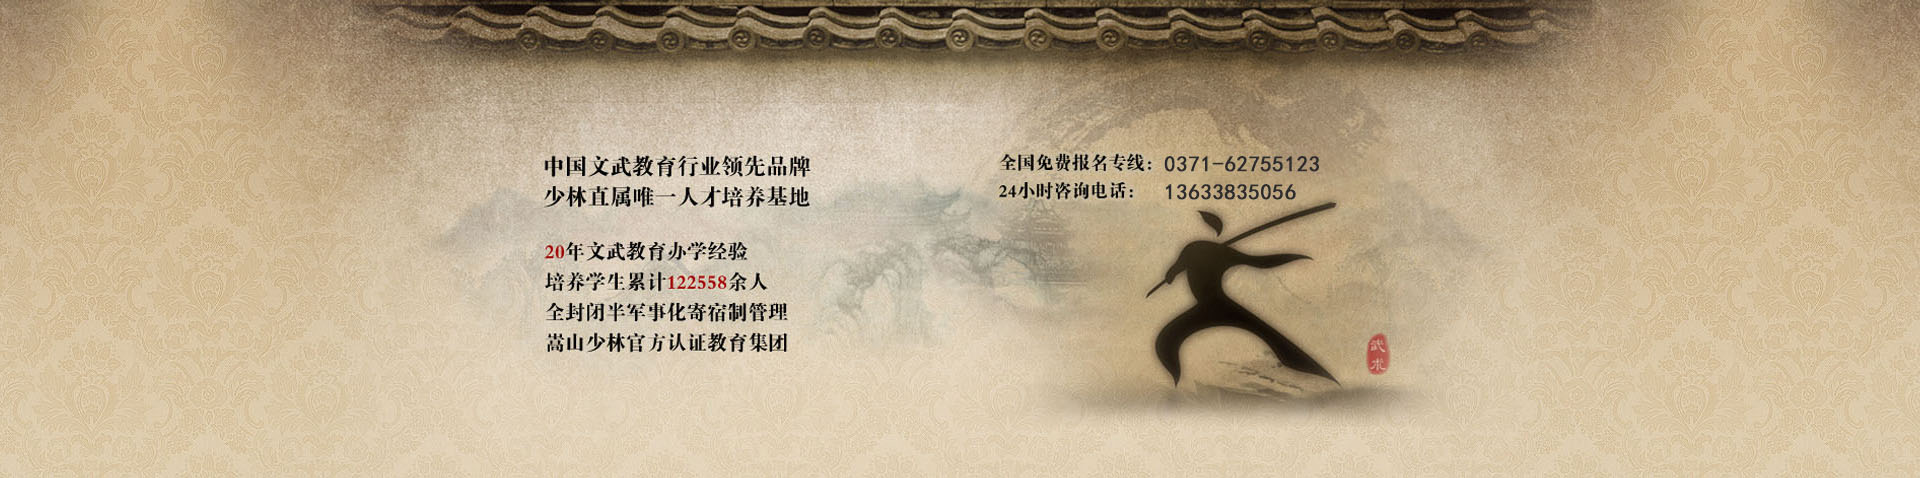 中国文武教育行业领先品牌
少林直属唯一人才培养基地
20年文武教育办学经验
培养学生累计122558余人
全封闭半军事化寄宿制管理
嵩山少林官方认证教育集团
全国免费报名专线：0371-62755123
24小时咨询电话：13633835056
武术